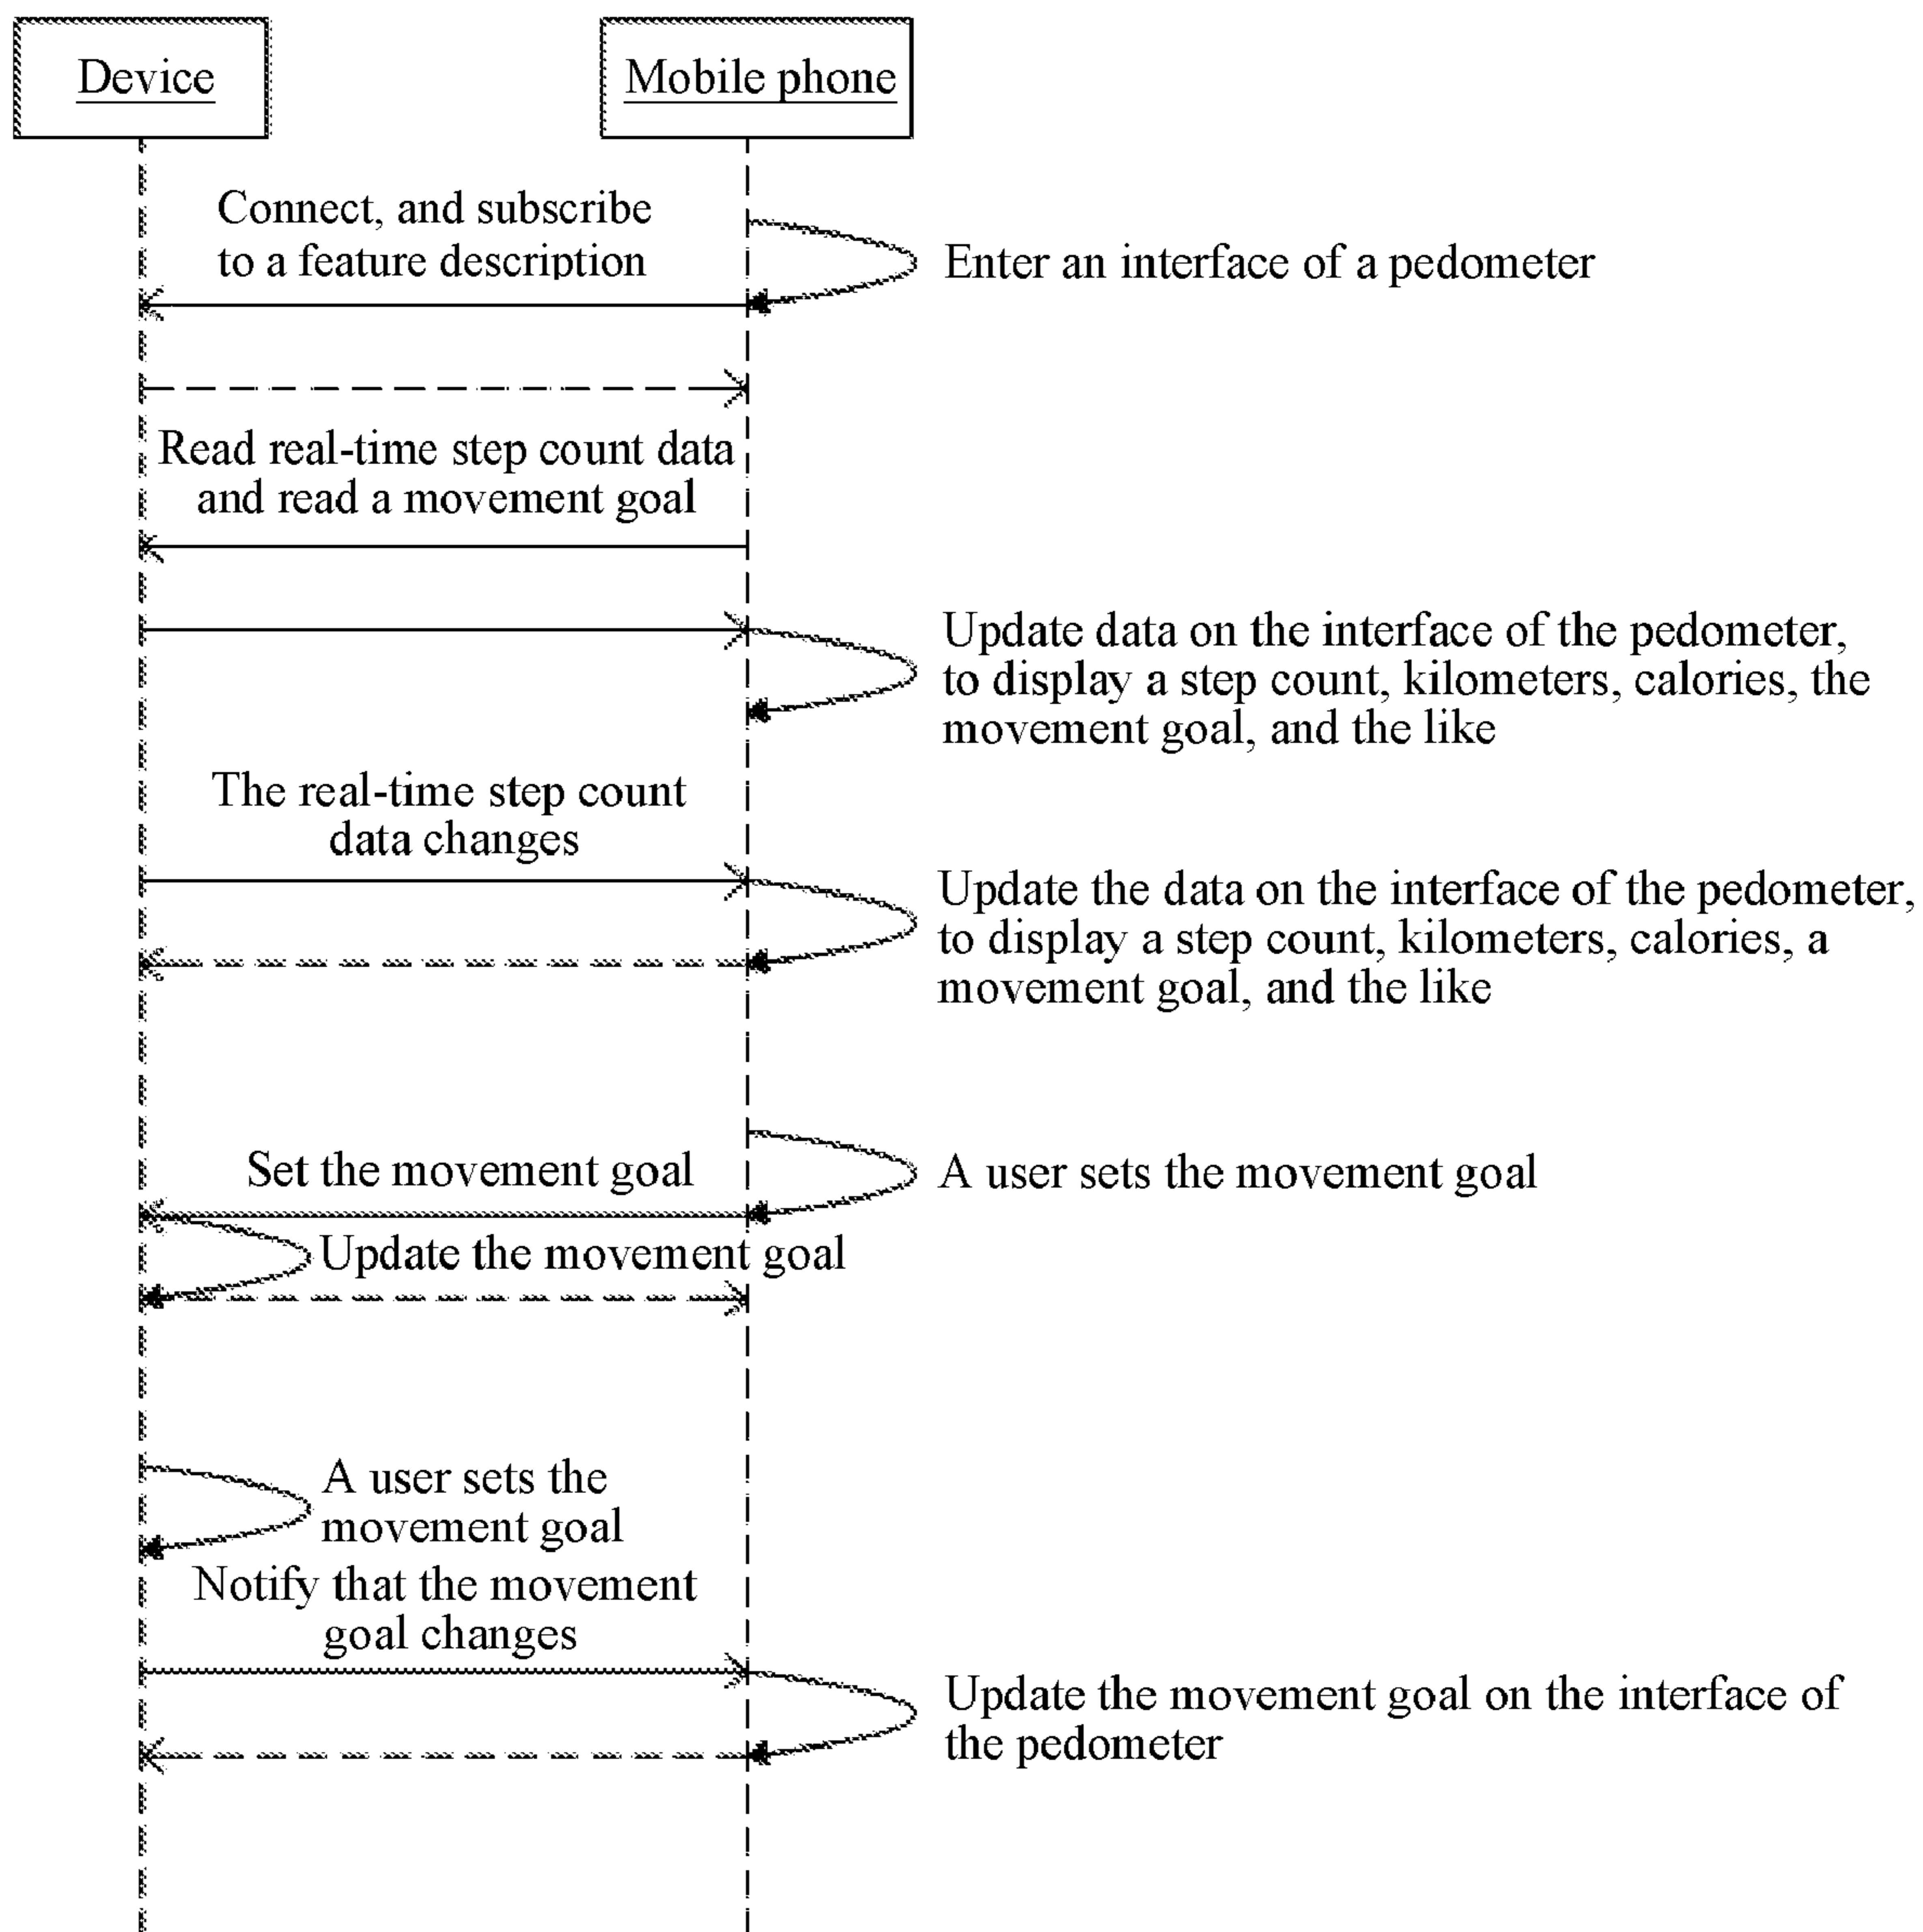 Device
Mobile phone
Connect, and subscribe
to a feature description
Enter an interface of a pedometer
Read real-time step count data
and read a movement goal
Update data on the interface of the pedometer,
to display a step count, kilometers, calories, the
movement goal, and the like
The real-time step count
data changes
Update the data on the interface of the pedometer,
to display a step count, kilometers, calories, a
movement goal, and the like
Set the movement goal
A user sets the movement goal
Update the movement goal
A user sets the
movement goal
Notify that the movement
goal changes
Update the movement goal on the interface of
the pedometer